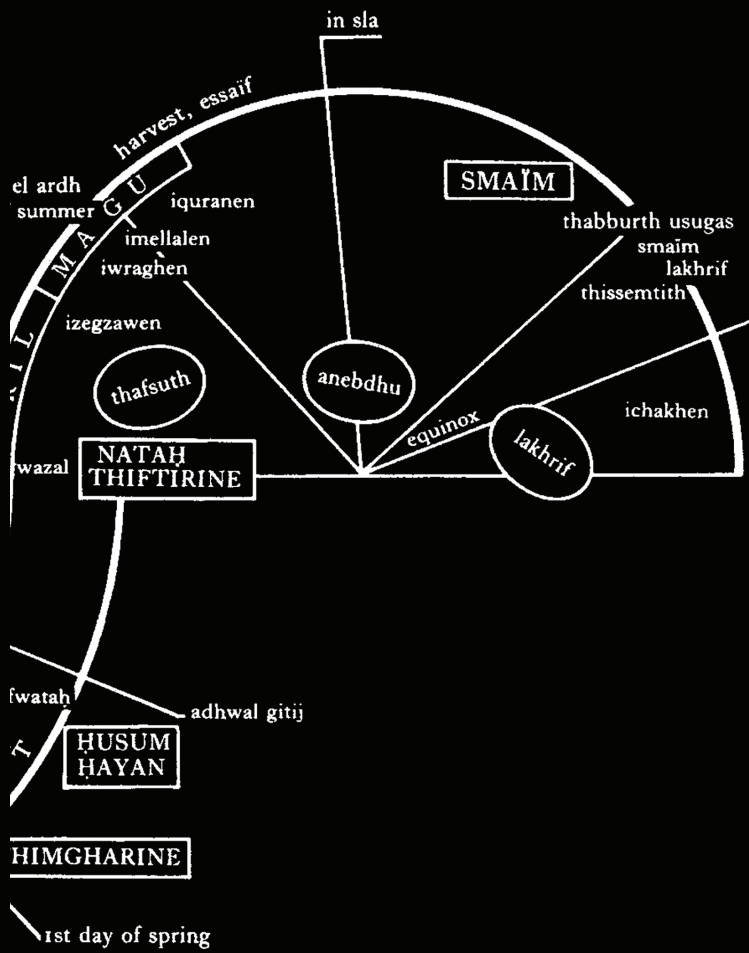 in sla
harvest, essaïf
SMAÏM
el ardh
summer
MAGU
iquranen
imellalen
iwraghen
thabburth usugas
smaïm
lakhrif
thissemtith
izegzawen
thafsuth
anebdhu
equinox
lakhrif
ichakhen
wazal
NATAḤ
THIFTIRINE
fwataḥ
adhwal gitij
T
ḤUSUM
ḤAYAN
HIMGHARINE
1st day of spring